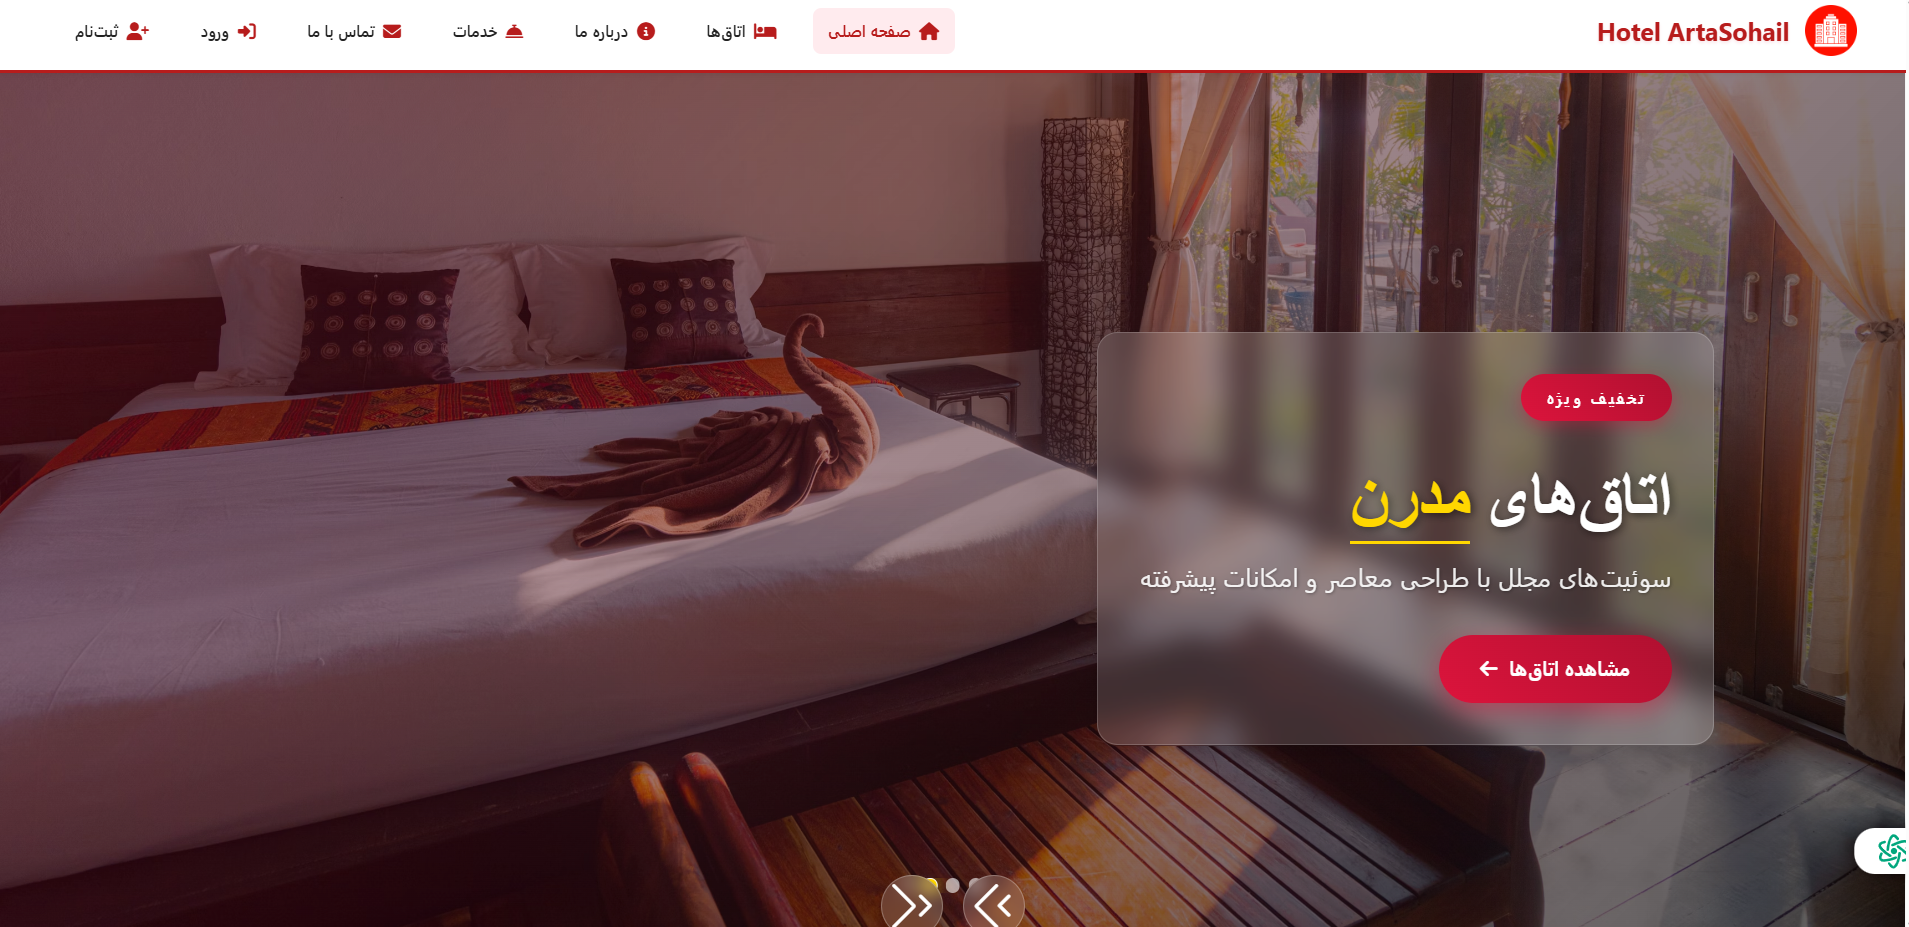 Hotel ArtaSohail
صفحه اصلی
اتاق‌ها
درباره ما
خدمات
تماس با ما
ورود
ثبت‌نام
تخفیف ویژه
اتاق‌های مدرن
سوئیت‌های مجلل با طراحی معاصر و امکانات پیشرفته
مشاهده اتاق‌ها